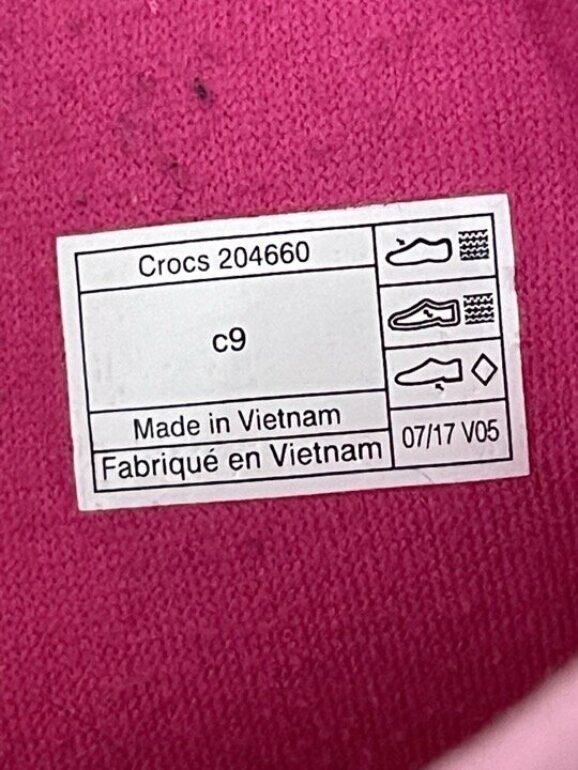 Crocs 204660
c9
Made in Vietnam
Fabriqué en Vietnam
07/17 V05